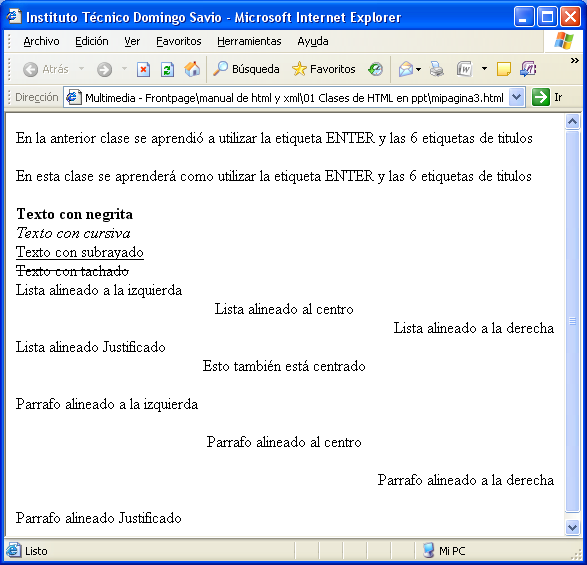 Instituto Técnico Domingo Savio - Microsoft Internet Explorer
Archivo Edición Ver Favoritos Herramientas Ayuda
Atrás Búsqueda Favoritos »
Dirección Multimedia - Frontpage\manual de html y xml\01 Clases de HTML en ppt\mipagina3.html Ir
En la anterior clase se aprendió a utilizar la etiqueta ENTER y las 6 etiquetas de titulos
En esta clase se aprenderá como utilizar la etiqueta ENTER y las 6 etiquetas de titulos
Texto con negrita
Texto con cursiva
Texto con subrayado
Texto con tachado
Lista alineado a la izquierda
Lista alineado al centro
Lista alineado a la derecha
Lista alineado Justificado
Esto también está centrado
Parrafo alineado a la izquierda
Parrafo alineado al centro
Parrafo alineado a la derecha
Parrafo alineado Justificado
Listo Mi PC